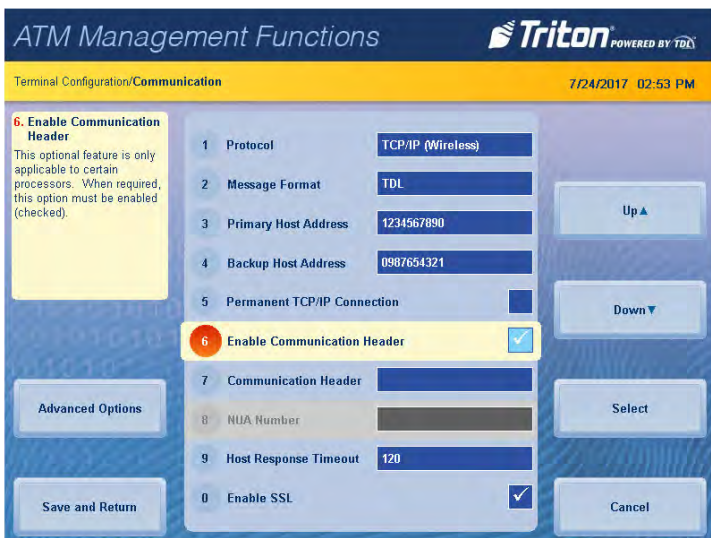 ATM Management Functions
Triton POWERED BY TDL
Terminal Configuration/Communication
7/24/2017 02:53 PM
6. Enable Communication
Header
This optional feature is only
applicable to certain
processors. When required,
this option must be enabled
(checked).
1 Protocol TCP/IP (Wireless)
2 Message Format TDL
3 Primary Host Address 1234567890
4 Backup Host Address 0987654321
5 Permanent TCP/IP Connection
6 Enable Communication Header
7 Communication Header
8 NUA Number
9 Host Response Timeout 120
0 Enable SSL
Advanced Options
Save and Return
Up
Down
Select
Cancel